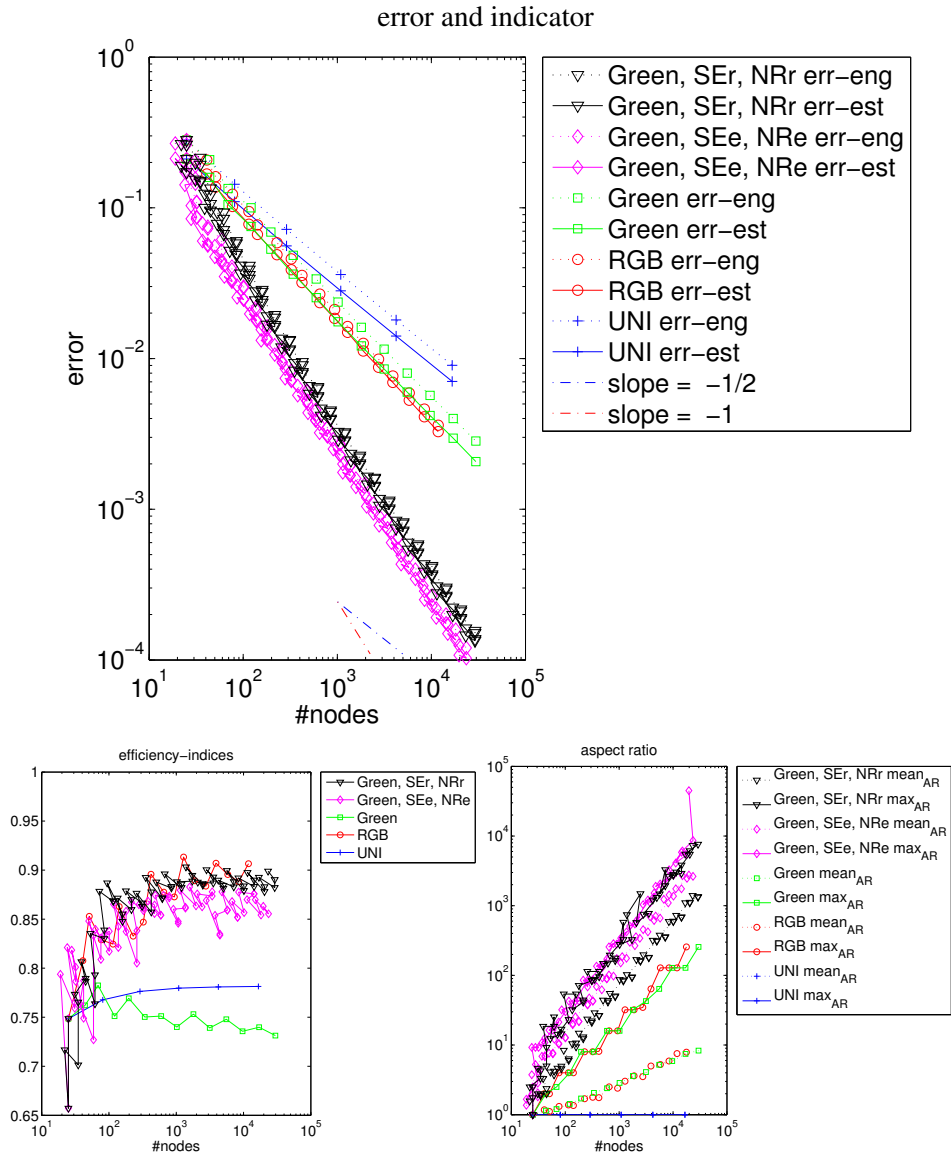 error and indicator
10^0
10^-1
10^-2
10^-3
10^-4
error
10^1 10^2 10^3 10^4 10^5
#nodes
Green, SEr, NRr err-eng
Green, SEr, NRr err-est
Green, SEe, NRe err-eng
Green, SEe, NRe err-est
Green err-eng
Green err-est
RGB err-eng
RGB err-est
UNI err-eng
UNI err-est
slope = -1/2
slope = -1
efficiency-indices
1
0.95
0.9
0.85
0.8
0.75
0.7
0.65
10^1 10^2 10^3 10^4 10^5
#nodes
Green, SEr, NRr
Green, SEe, NRe
Green
RGB
UNI
aspect ratio
10^5
10^4
10^3
10^2
10^1
10^0
10^1 10^2 10^3 10^4 10^5
#nodes
Green, SEr, NRr mean_AR
Green, SEr, NRr max_AR
Green, SEe, NRe mean_AR
Green, SEe, NRe max_AR
Green mean_AR
Green max_AR
RGB mean_AR
RGB max_AR
UNI mean_AR
UNI max_AR